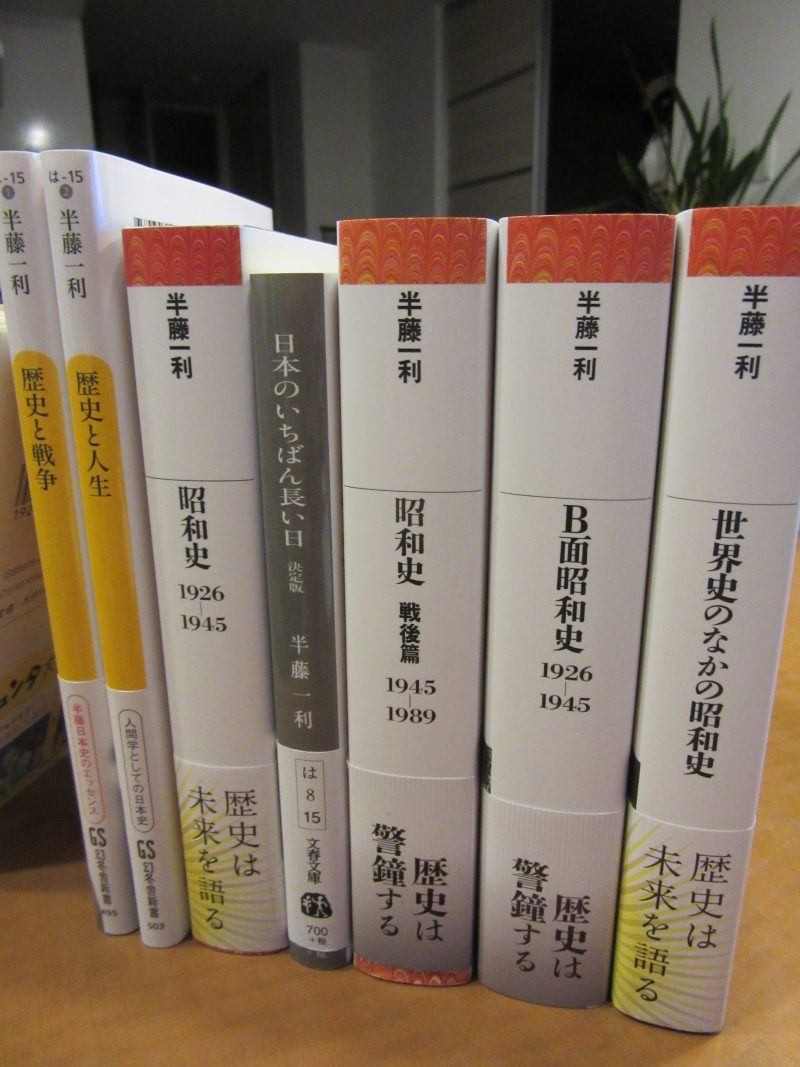 は-15
1
半藤一利
歴史と戦争
半藤日本史のエッセンス
GS
幻冬舎新書
は-15
2
半藤一利
歴史と人生
人間学としての日本史
GS
幻冬舎新書
503
半藤一利
昭和史
1926
1945
歴史は
未来を語る
日本のいちばん長い日
決定版
半藤一利
は
8
15
文春文庫
700
+税
半藤一利
昭和史
戦後篇
1945
1989
歴史は
警鐘する
半藤一利
B面昭和史
1926
1945
歴史は
警鐘する
半藤一利
世界史のなかの昭和史
歴史は
未来を語る